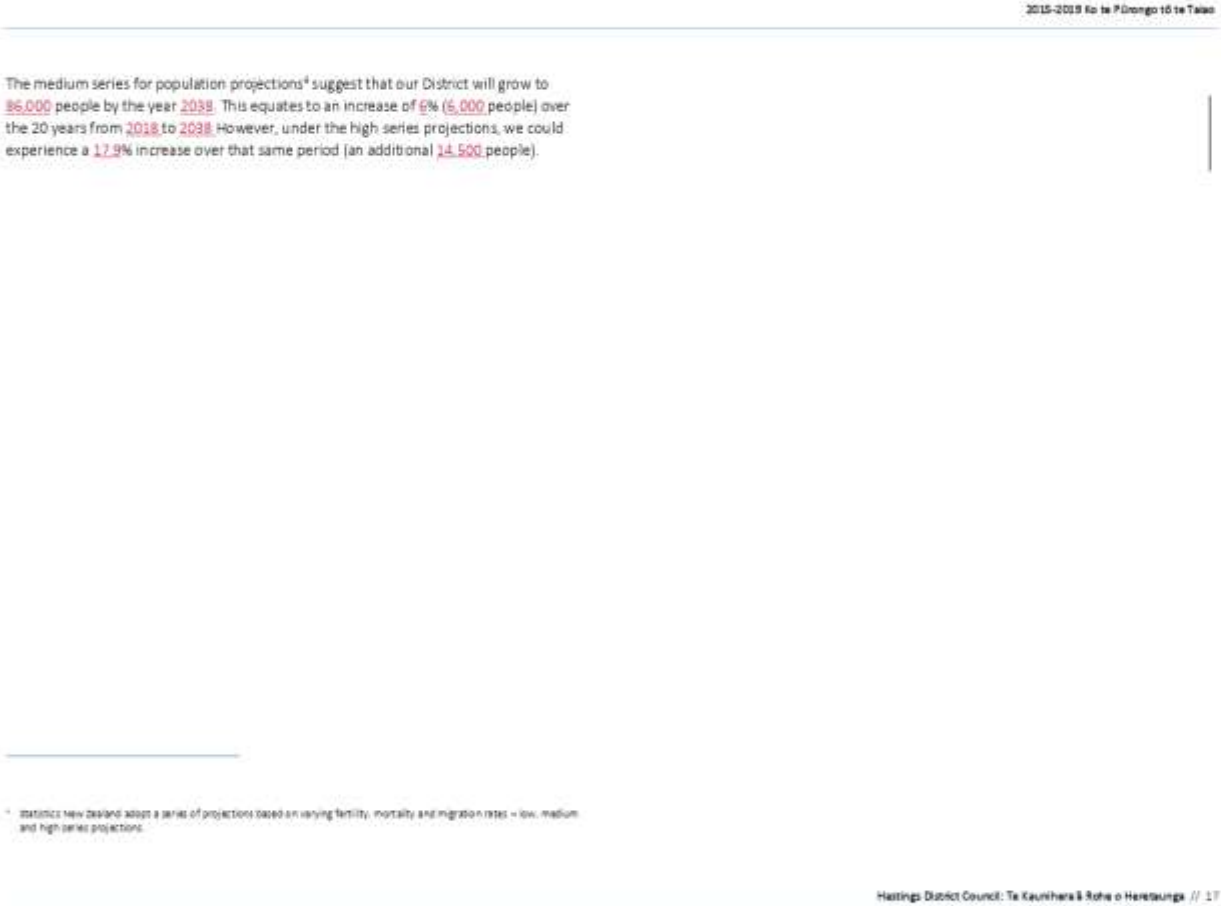 2015-2019 Ko te Pūrongo tō te Taiao
The medium series for population projections⁴ suggest that our District will grow to
86,000 people by the year 2038. This equates to an increase of 6% (6,000 people) over
the 20 years from 2018 to 2038 However, under the high series projections, we could
experience a 17.9% increase over that same period (an additional 14,500 people).
⁴ Statistics New Zealand adopt a series of projections based on varying fertility, mortality and migration rates – low, medium
and high series projections.
Hastings District Council: Te Kaunihera ā Rohe o Heretaunga // 17